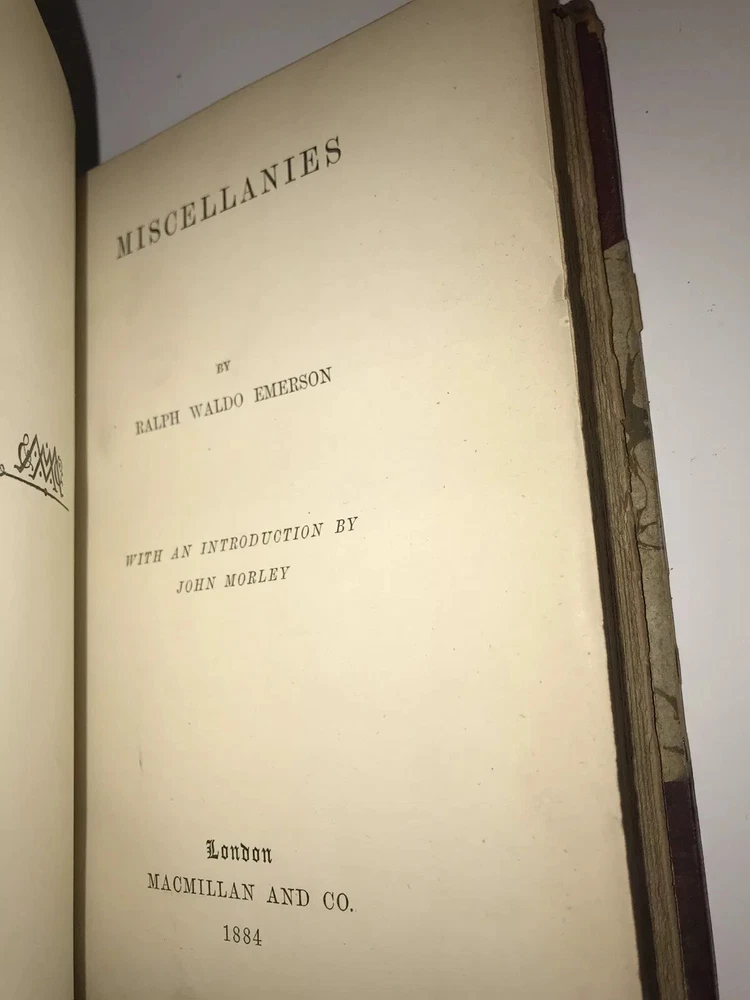 MISCELLANIES
BY
RALPH WALDO EMERSON
WITH AN INTRODUCTION BY
JOHN MORLEY
London
MACMILLAN AND CO.
1884